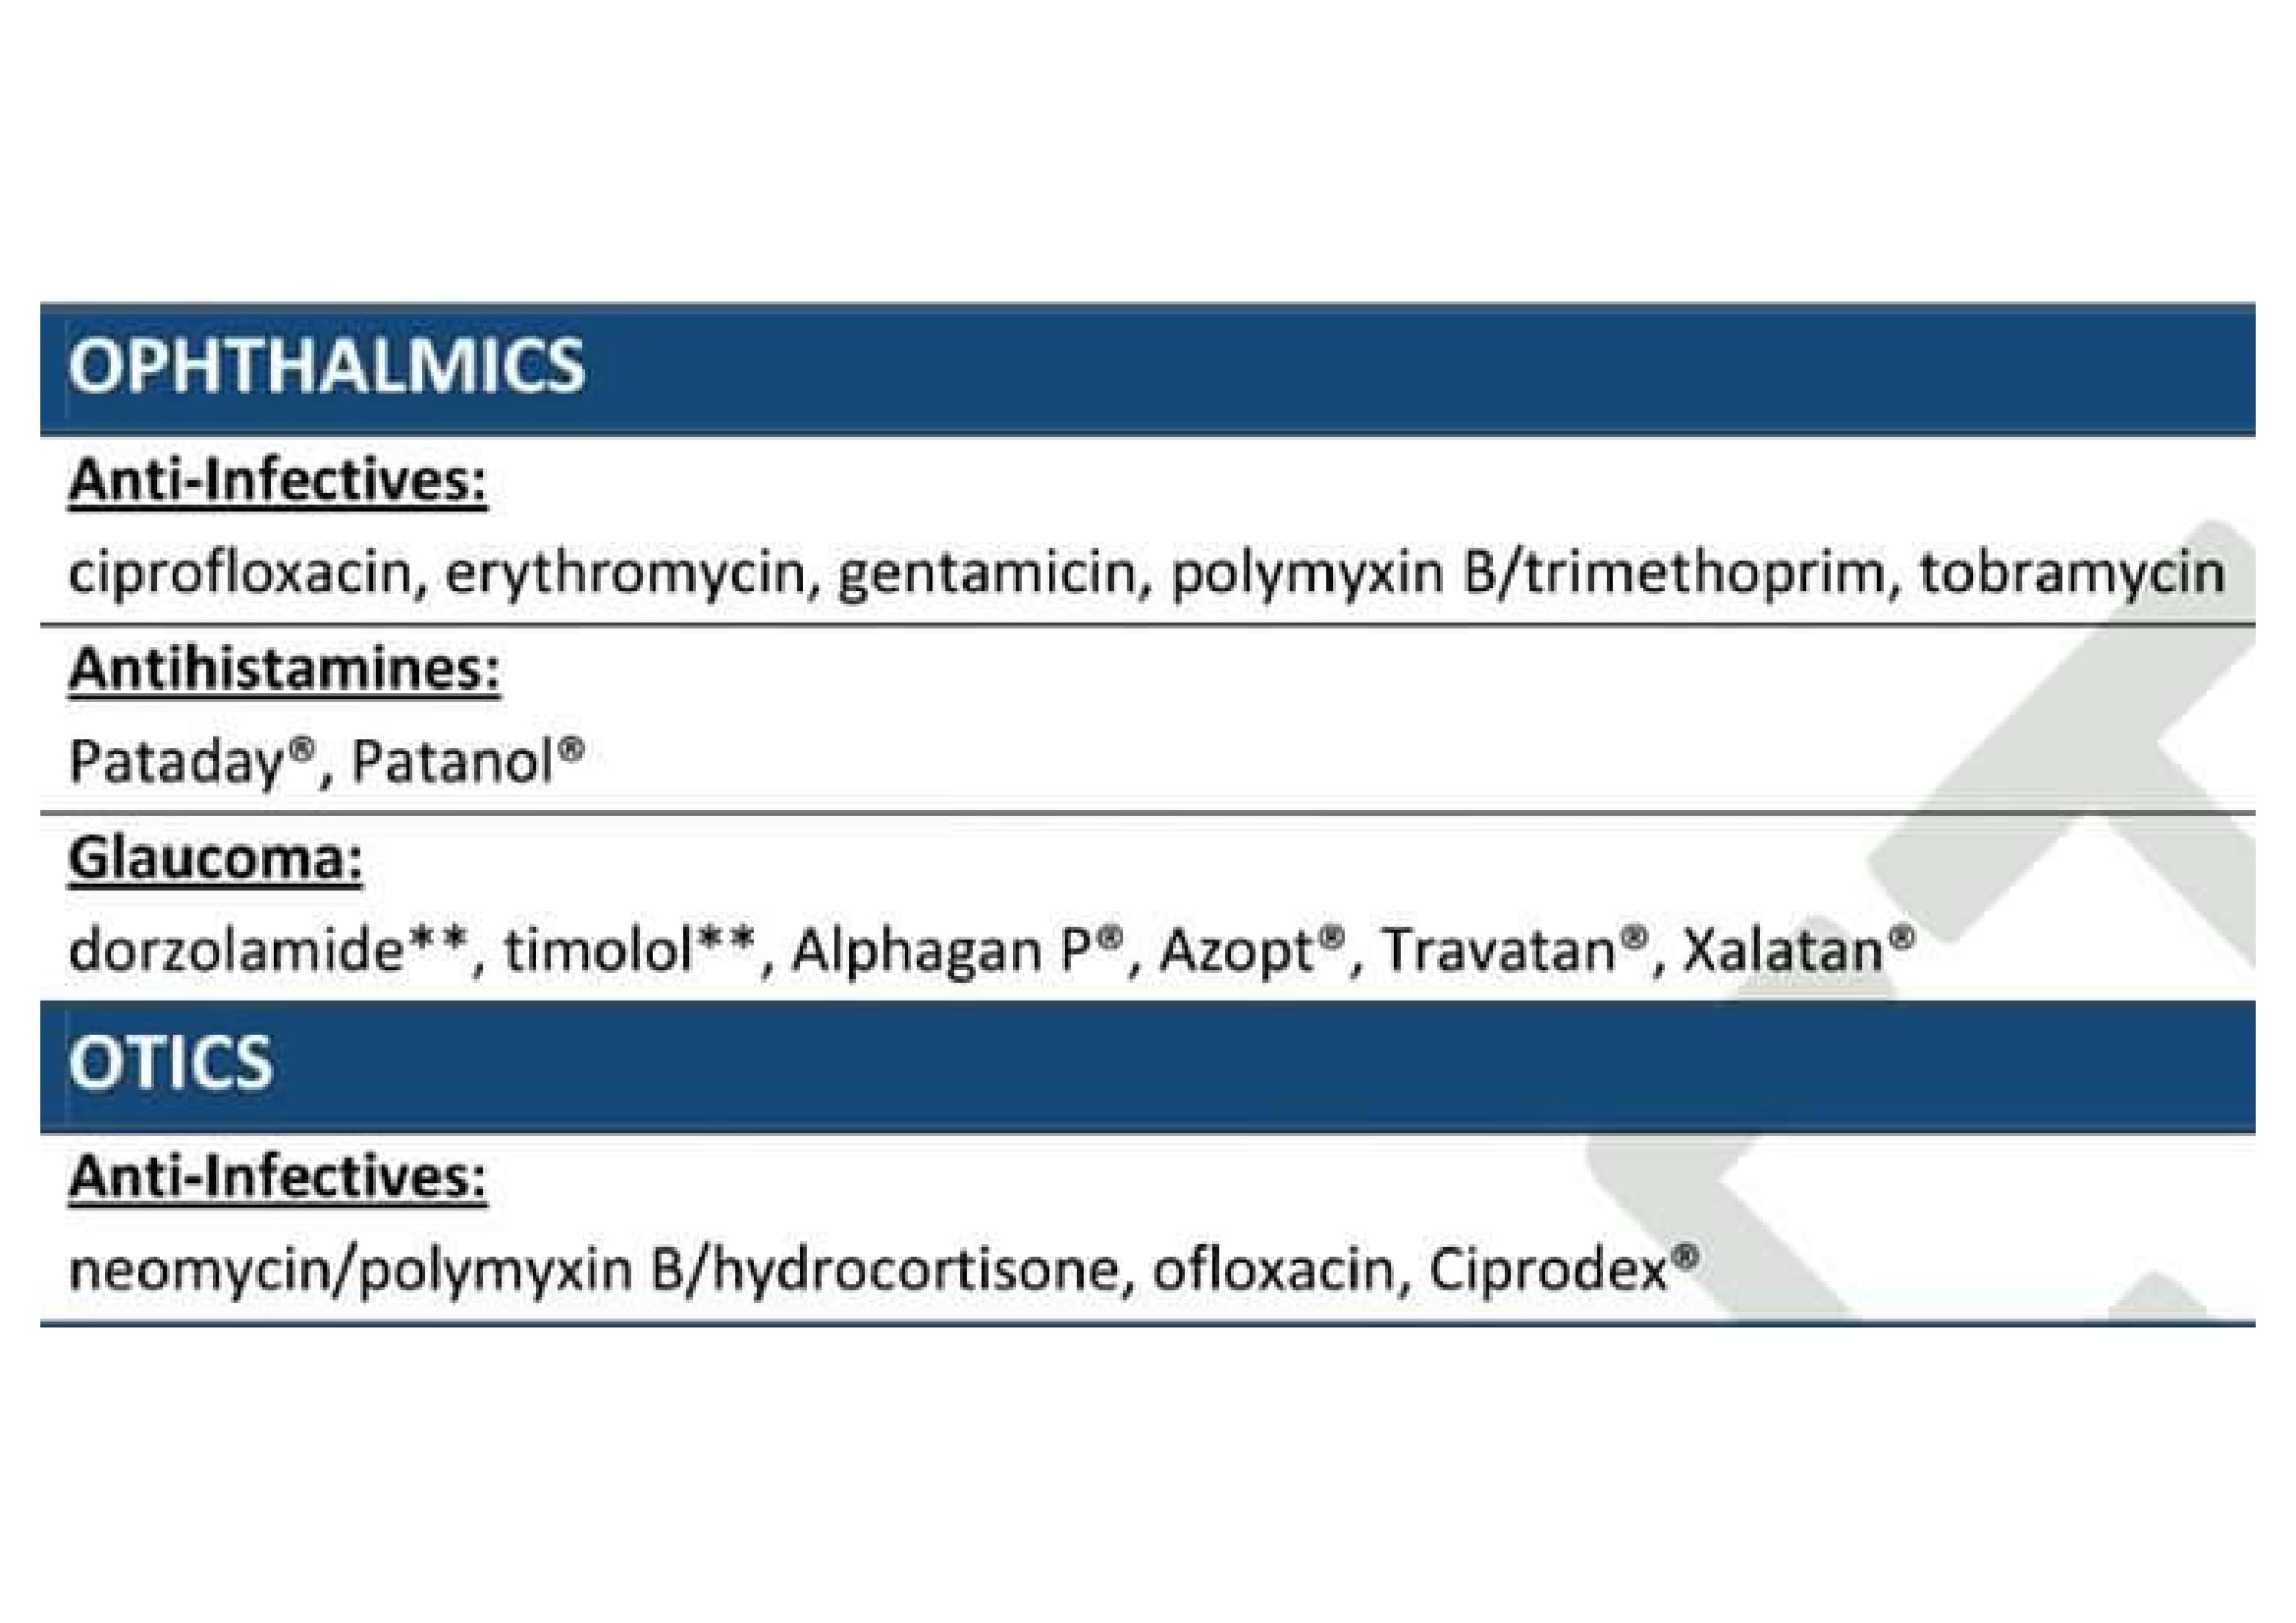 OPHTHALMICS
Anti-Infectives:
ciprofloxacin, erythromycin, gentamicin, polymyxin B/trimethoprim, tobramycin
Antihistamines:
Pataday®, Patanol®
Glaucoma:
dorzolamide**, timolol**, Alphagan P®, Azopt®, Travatan®, Xalatan®
OTICS
Anti-Infectives:
neomycin/polymyxin B/hydrocortisone, ofloxacin, Ciprodex®